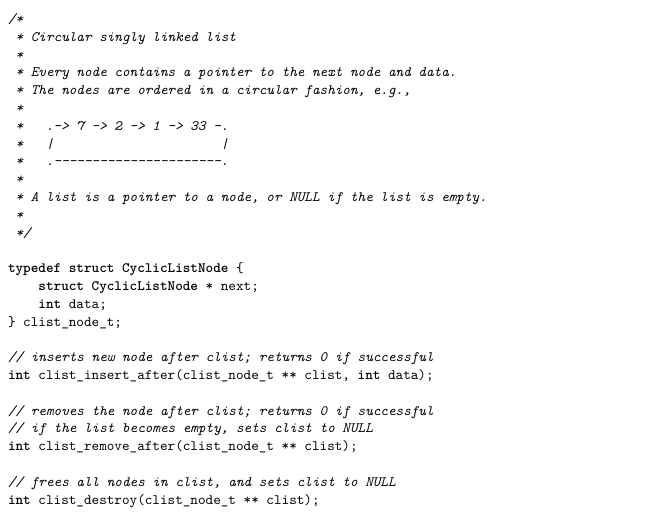 /*
 * Circular singly linked list
 *
 * Every node contains a pointer to the next node and data.
 * The nodes are ordered in a circular fashion, e.g.,
 *
 *   .-> 7 -> 2 -> 1 -> 33 -.
 *   |                      |
 *   .----------------------.
 *
 * A list is a pointer to a node, or NULL if the list is empty.
 *
 */
typedef struct CyclicListNode {
    struct CyclicListNode * next;
    int data;
} clist_node_t;
// inserts new node after clist; returns 0 if successful
int clist_insert_after(clist_node_t ** clist, int data);
// removes the node after clist; returns 0 if successful
// if the list becomes empty, sets clist to NULL
int clist_remove_after(clist_node_t ** clist);
// frees all nodes in clist, and sets clist to NULL
int clist_destroy(clist_node_t ** clist);